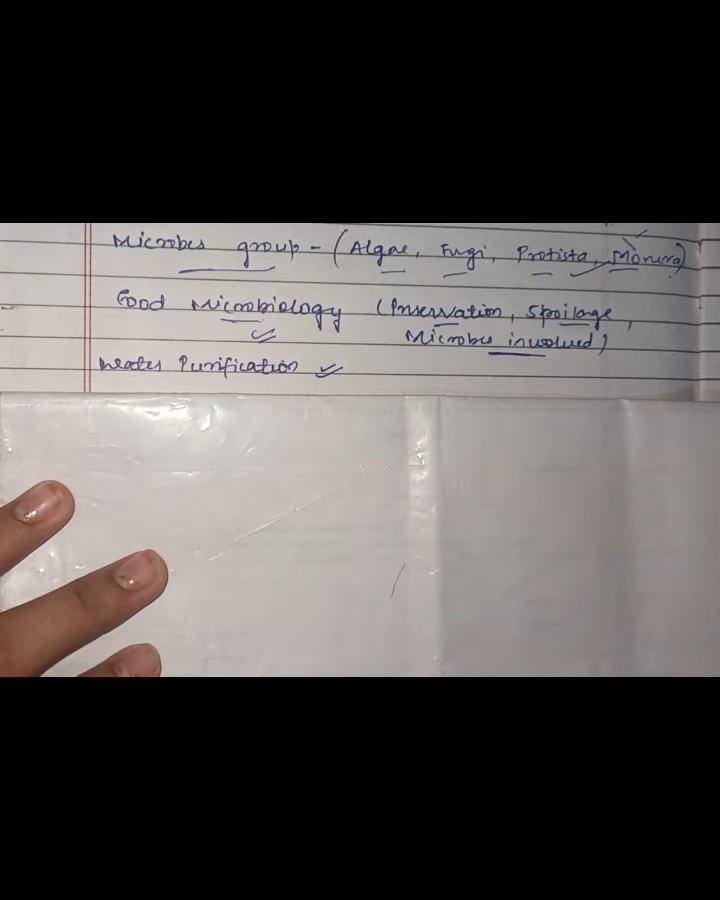 Microbes group - (Algae, Fugi, Protista, Monera)
Food Microbiology (Preservation, Spoilage,
Microbes involved)
Water Purification